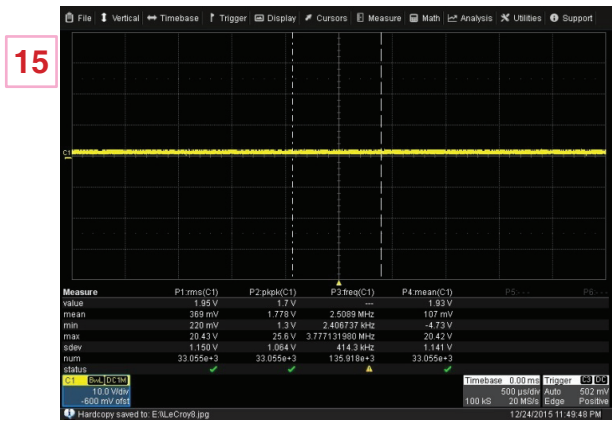 File Vertical Timebase Trigger Display Cursors Measure Math Analysis Utilities Support
15
C1
Measure P1:rms(C1) P2:pkpk(C1) P3:freq(C1) P4:mean(C1) P5:--- P6:---
value 1.95 V 1.7 V --- 1.93 V
mean 369 mV 1.778 V 2.5089 MHz 107 mV
min 220 mV 1.3 V 2.406737 kHz -4.73 V
max 20.43 V 25.6 V 3.777131980 MHz 20.42 V
sdev 1.150 V 1.064 V 414.3 kHz 1.141 V
num 33.055e+3 33.055e+3 135.918e+3 33.055e+3
status
C1 BwL DC1M Timebase 0.00 ms Trigger C3 DC
10.0 V/div 500 µs/div Auto 502 mV
-600 mV ofst 100 kS 20 MS/s Edge Positive
Hardcopy saved to: E:\LeCroy8.jpg 12/24/2015 11:49:48 PM